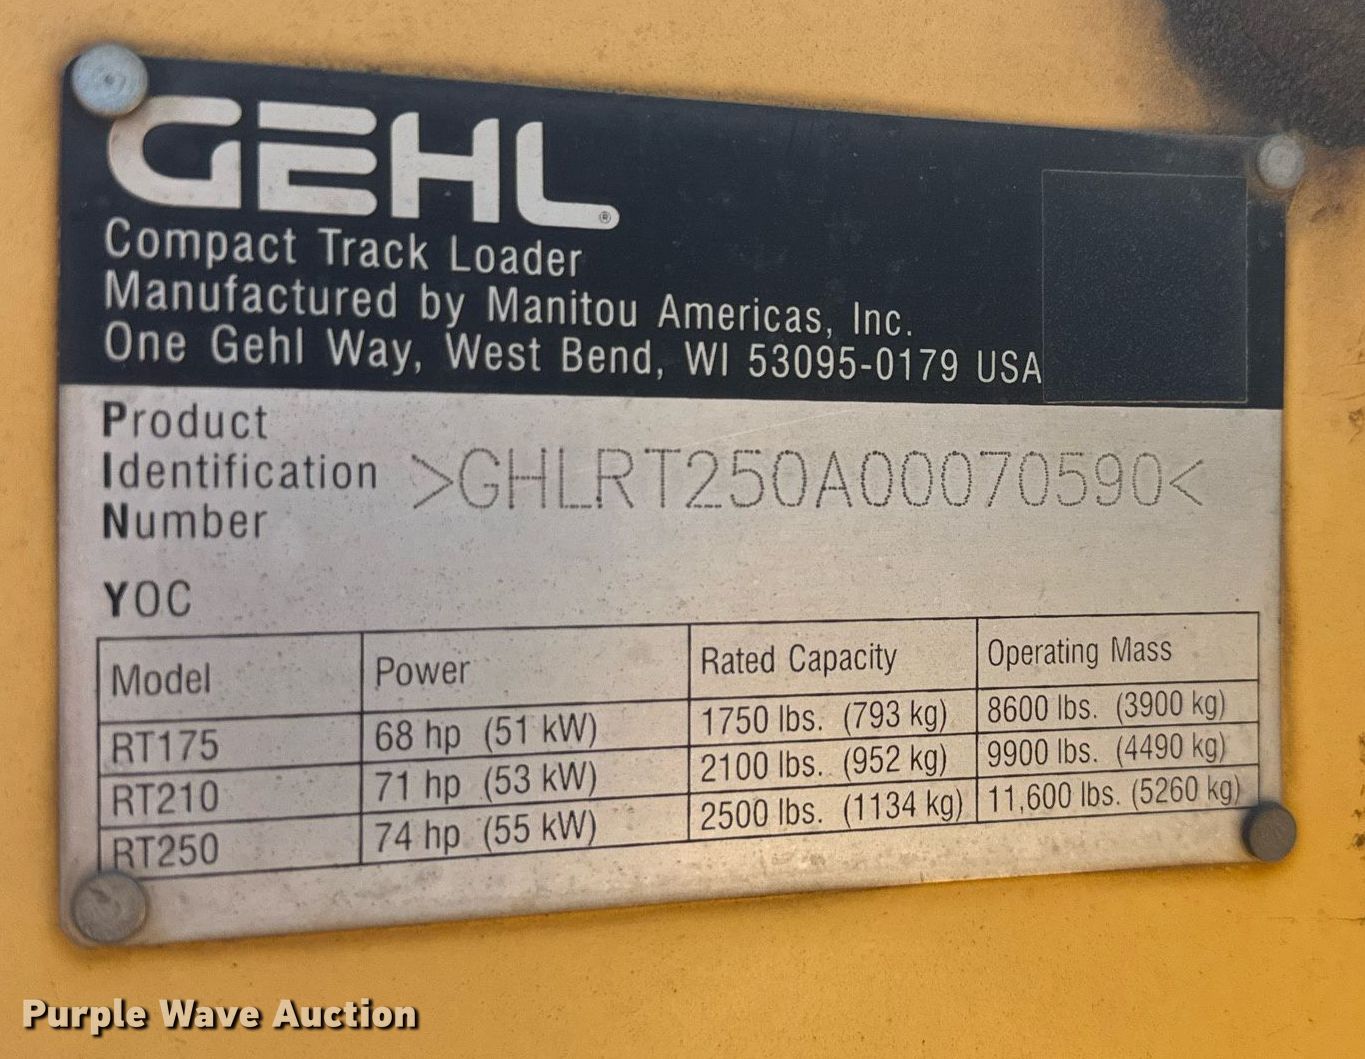 GEHL®
Compact Track Loader
Manufactured by Manitou Americas, Inc.
One Gehl Way, West Bend, WI 53095-0179 USA
Product
Identification >GHLRT250A00070590<
Number
YOC
Model Power Rated Capacity Operating Mass
RT175 68 hp (51 kW) 1750 lbs. (793 kg) 8600 lbs. (3900 kg)
RT210 71 hp (53 kW) 2100 lbs. (952 kg) 9900 lbs. (4490 kg)
RT250 74 hp (55 kW) 2500 lbs. (1134 kg) 11,600 lbs. (5260 kg)
Purple Wave Auction